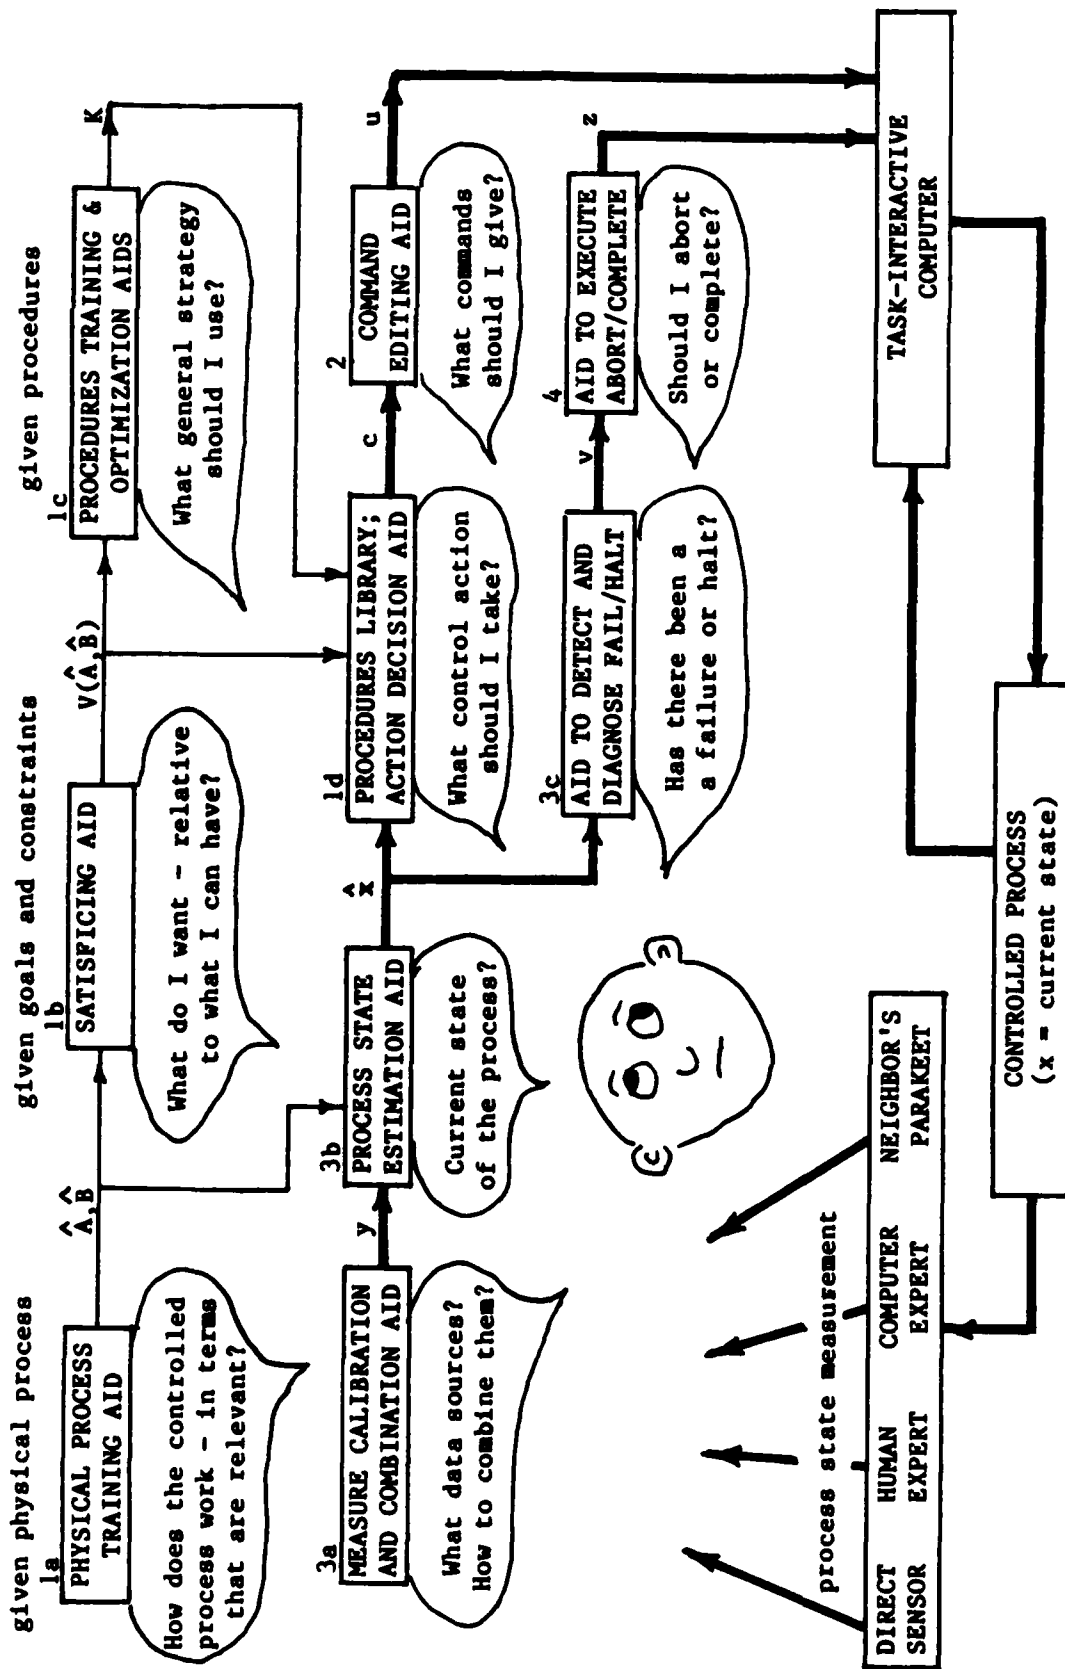 given physical process
1a
PHYSICAL PROCESS
TRAINING AID
How does the controlled
process work - in terms
that are relevant?
Â,B̂
given goals and constraints
1b
SATISFICING AID
What do I want - relative
to what I can have?
V(Â,B̂)
given procedures
1c
PROCEDURES TRAINING &
OPTIMIZATION AIDS
What general strategy
should I use?
K
3a
MEASURE CALIBRATION
AND COMBINATION AID
What data sources?
How to combine them?
y
3b
PROCESS STATE
ESTIMATION AID
Current state
of the process?
x̂
1d
PROCEDURES LIBRARY;
ACTION DECISION AID
What control action
should I take?
c
2
COMMAND
EDITING AID
What commands
should I give?
u
3c
AID TO DETECT AND
DIAGNOSE FAIL/HALT
Has there been a
a failure or halt?
v
4
AID TO EXECUTE
ABORT/COMPLETE
Should I abort
or complete?
z
process state measurement
DIRECT
SENSOR
HUMAN
EXPERT
COMPUTER
EXPERT
NEIGHBOR'S
PARAKEET
TASK-INTERACTIVE
COMPUTER
CONTROLLED PROCESS
(x = current state)